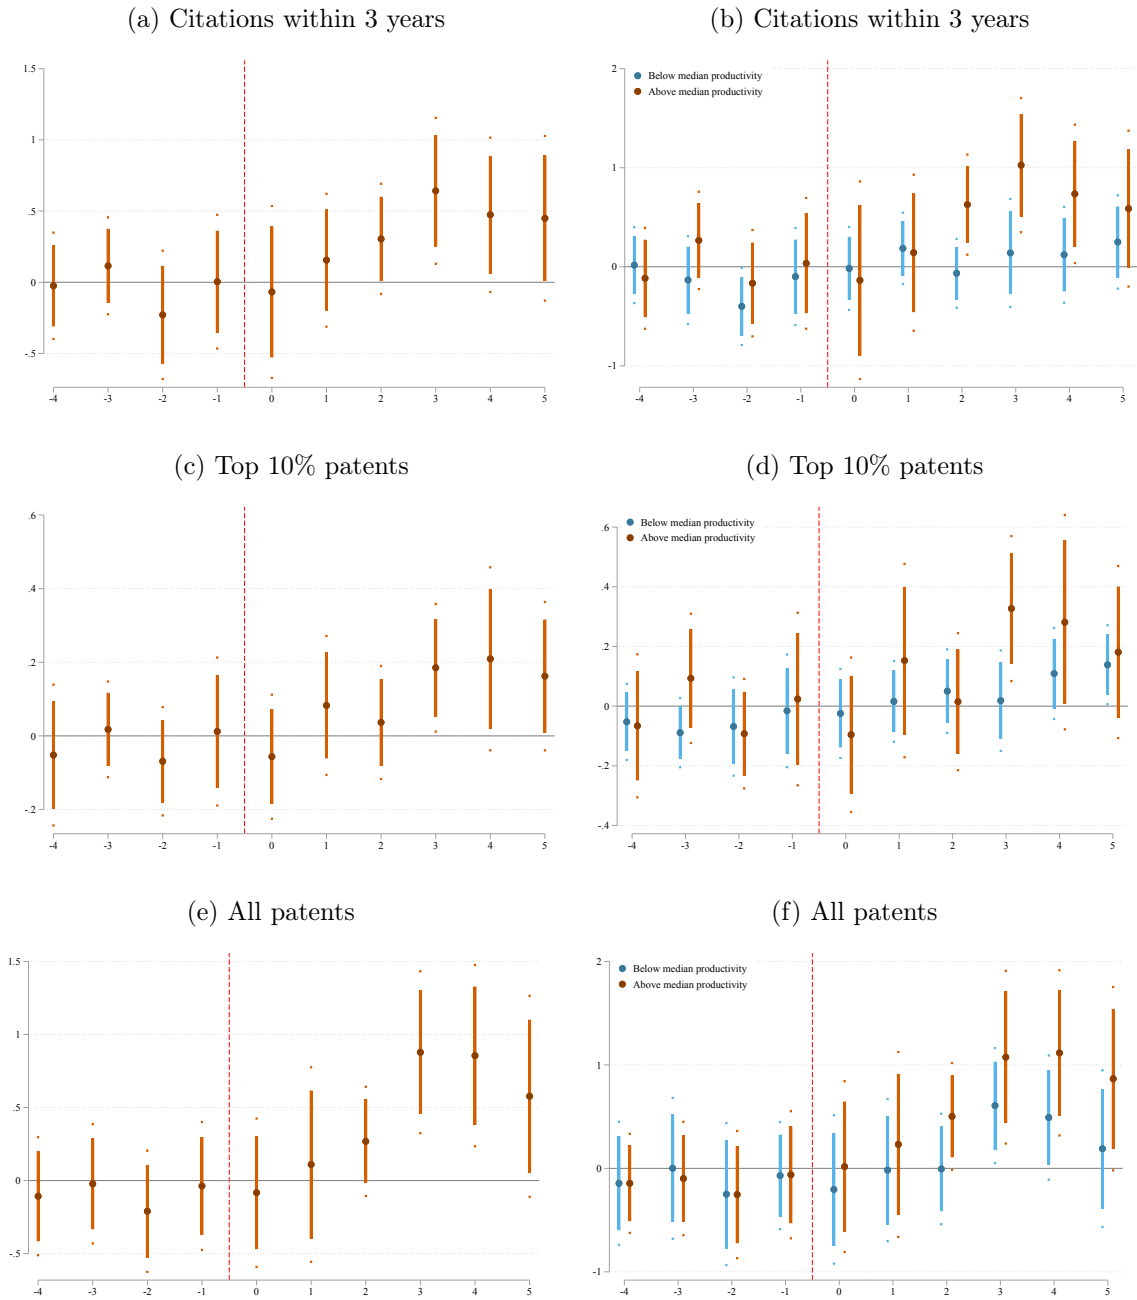 (a) Citations within 3 years
1.5
1
.5
0
-.5
-4 -3 -2 -1 0 1 2 3 4 5
(b) Citations within 3 years
Below median productivity
Above median productivity
2
1
0
-1
-4 -3 -2 -1 0 1 2 3 4 5
(c) Top 10% patents
.6
.4
.2
0
-.2
-4 -3 -2 -1 0 1 2 3 4 5
(d) Top 10% patents
Below median productivity
Above median productivity
.6
.4
.2
0
-.2
-.4
-4 -3 -2 -1 0 1 2 3 4 5
(e) All patents
1.5
1
.5
0
-.5
-4 -3 -2 -1 0 1 2 3 4 5
(f) All patents
Below median productivity
Above median productivity
2
1
0
-1
-4 -3 -2 -1 0 1 2 3 4 5